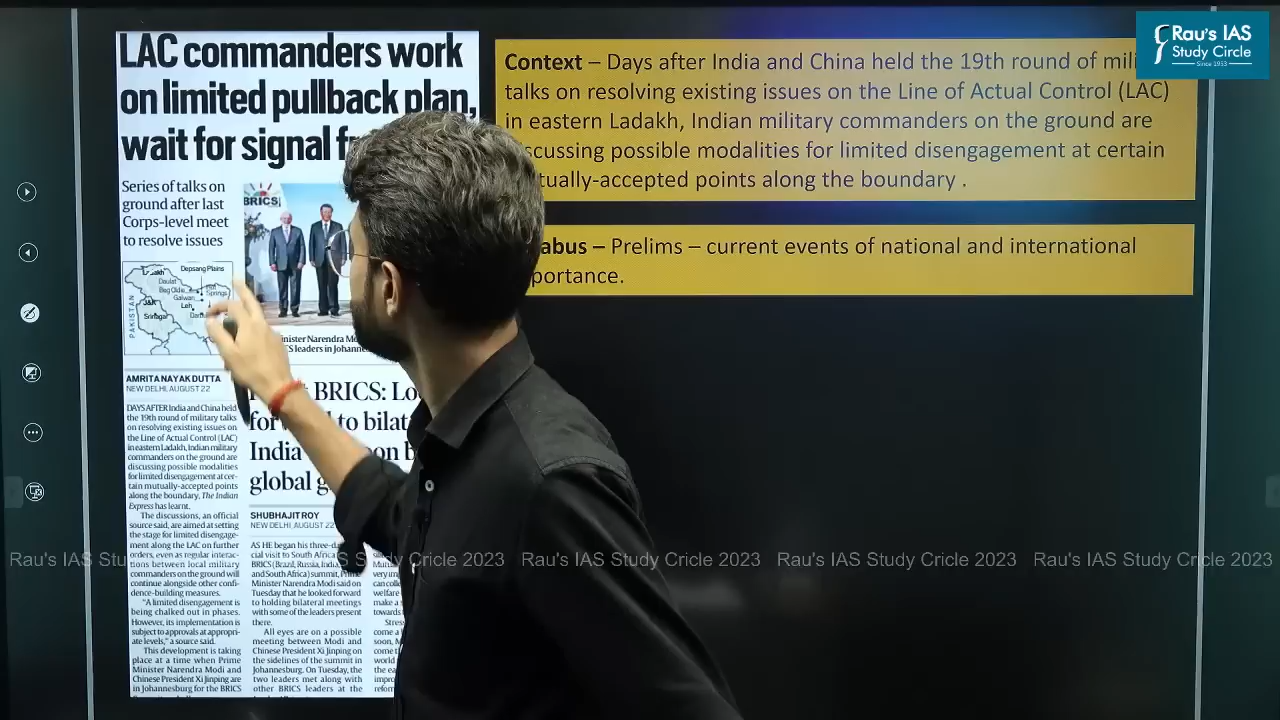 LAC commanders work
on limited pullback plan,
wait for signal
Series of talks on
ground after last
Corps-level meet
to resolve issues
BRICS
Depsang Plains
Daulat
Beg Oldie
Hot
Springs
Galwan
Leh
J&K
Srinagar
PAKISTAN
inister Narendra
leaders in
AMRITA NAYAK DUTTA
NEW DELHI, AUGUST 22
DAYS AFTER India and China held
the 19th round of military talks
on resolving existing issues on
the Line of Actual Control (LAC)
in eastern Ladakh, Indian military
commanders on the ground are
discussing possible modalities
for limited disengagement at cer-
tain mutually-accepted points
along the boundary, The Indian
Express has learnt.
The discussions, an official
source said, are aimed at setting
the stage for limited disengage-
ment along the LAC on further
orders, even as regular interac-
tions between local military
commanders on the ground will
continue alongside other confi-
dence-building measures.
"A limited disengagement is
being chalked out in phases.
However, its implementation is
subject to approvals at appropri-
ate levels," a source said.
This development is taking
place at a time when Prime
Minister Narendra Modi and
Chinese President Xi Jinping are
in Johannesburg for the BRICS
BRICS:
to
India
global
SHUBHAJIT ROY
NEW DELHI, AUGUST 22
AS HE began his three-
cial visit to South Africa
BRICS (Brazil, Russia,
and South Africa) summit, Prime
Minister Narendra Modi said on
Tuesday that he looked forward
to holding bilateral meetings
with some of the leaders present
there.
All eyes are on a possible
meeting between Modi and
Chinese President Xi Jinping on
the sidelines of the summit in
Johannesburg. On Tuesday, the
two leaders met along with
other BRICS leaders at the
Context – Days after India and China held the 19th round of mili
talks on resolving existing issues on the Line of Actual Control (LAC)
in eastern Ladakh, Indian military commanders on the ground are
scussing possible modalities for limited disengagement at certain
tually-accepted points along the boundary .
abus – Prelims – current events of national and international
portance.
Rau's IAS
Study Circle
Since 1953
Rau's IAS Stu
S Study Cricle 2023
Rau's IAS Study Cricle 2023
Rau's IAS Study Cricle 2023
Rau's IAS Study Cricle 2023